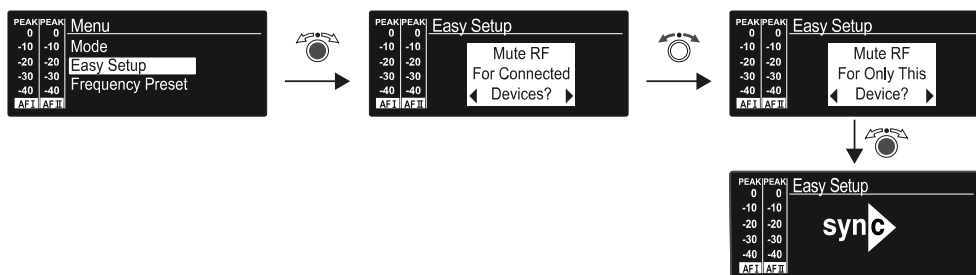 PEAK PEAK Menu
0 0
-10 -10 Mode
-20 -20 Easy Setup
-30 -30 Frequency Preset
-40 -40
AF I AF II
PEAK PEAK Easy Setup
0 0
-10 -10 Mute RF
-20 -20 For Connected
-30 -30 Devices?
-40 -40
AF I AF II
PEAK PEAK Easy Setup
0 0
-10 -10 Mute RF
-20 -20 For Only This
-30 -30 Device?
-40 -40
AF I AF II
PEAK PEAK Easy Setup
0 0
-10 -10
-20 -20 sync
-30 -30
-40 -40
AF I AF II